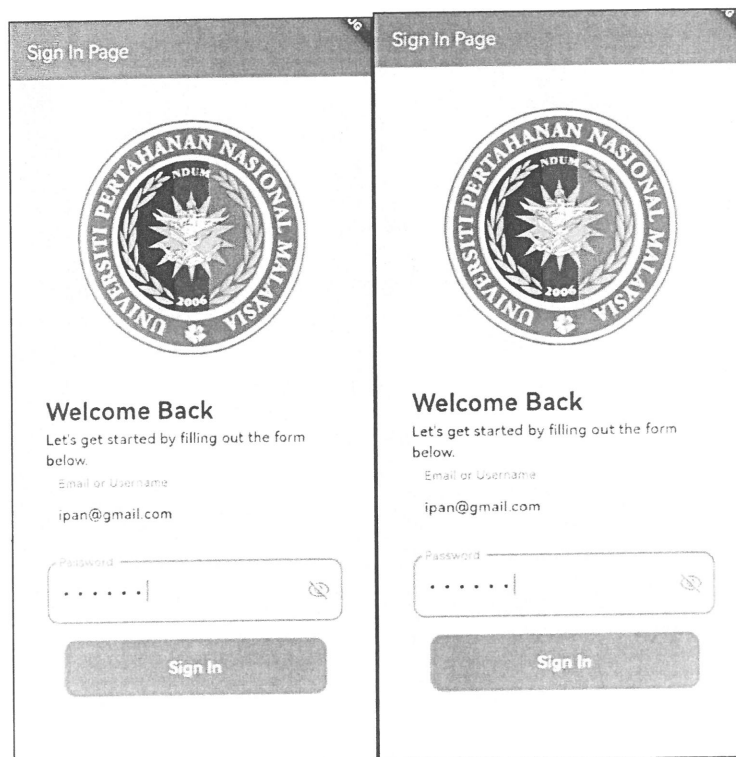 Sign In Page
UG
UNIVERSITI PERTAHANAN NASIONAL MALAYSIA
NDUM
2006
Welcome Back
Let's get started by filling out the form
below.
Email or Username
ipan@gmail.com
Password
Sign In
Sign In Page
UG
UNIVERSITI PERTAHANAN NASIONAL MALAYSIA
NDUM
2006
Welcome Back
Let's get started by filling out the form
below.
Email or Username
ipan@gmail.com
Password
Sign In